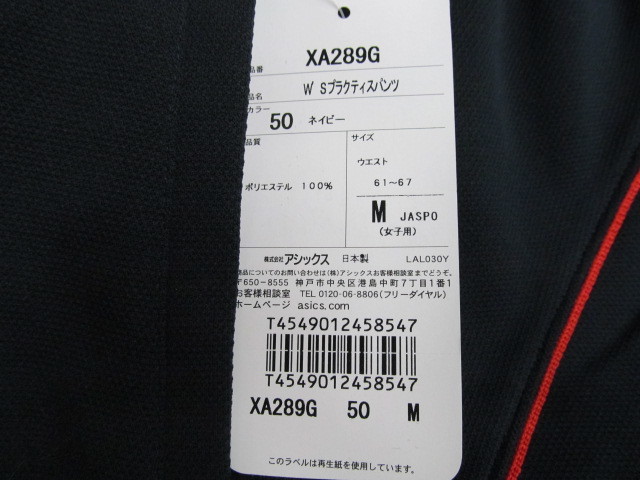 品番 XA289G
品名 W Sプラクティスパンツ
カラー 50 ネイビー
品質
ポリエステル 100%
サイズ
ウエスト
61～67
M JASPO
(女子用)
株式会社アシックス 日本製 LAL030Y
商品についてのお問い合わせは(株)アシックスお客様相談室までどうぞ。
〒650-8555 神戸市中央区港島中町7丁目1番1
お客様相談室 TEL 0120-06-8806(フリーダイヤル)
ホームページ asics.com
T4549012458547
T4549012458547
XA289G 50 M
このラベルは再生紙を使用しています。